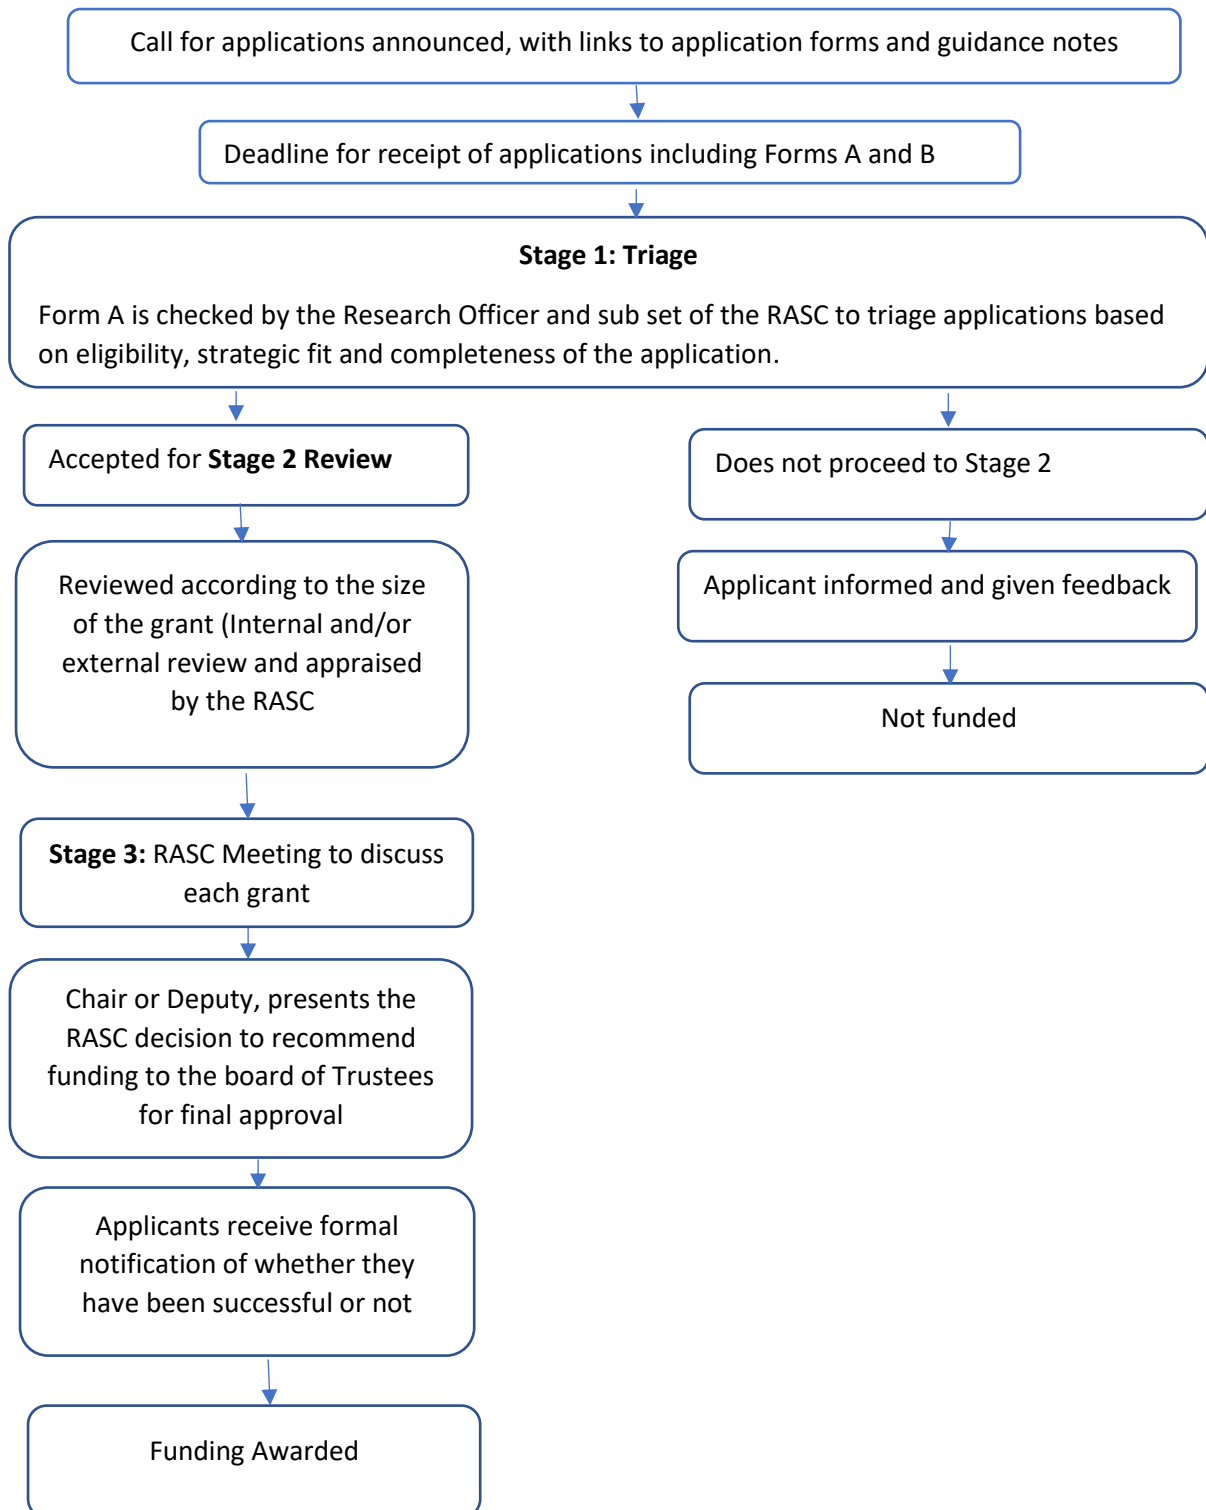 Call for applications announced, with links to application forms and guidance notes
Deadline for receipt of applications including Forms A and B
Stage 1: Triage
Form A is checked by the Research Officer and sub set of the RASC to triage applications based
on eligibility, strategic fit and completeness of the application.
Accepted for Stage 2 Review
Reviewed according to the size
of the grant (Internal and/or
external review and appraised
by the RASC
Stage 3: RASC Meeting to discuss
each grant
Chair or Deputy, presents the
RASC decision to recommend
funding to the board of Trustees
for final approval
Applicants receive formal
notification of whether they
have been successful or not
Funding Awarded
Does not proceed to Stage 2
Applicant informed and given feedback
Not funded